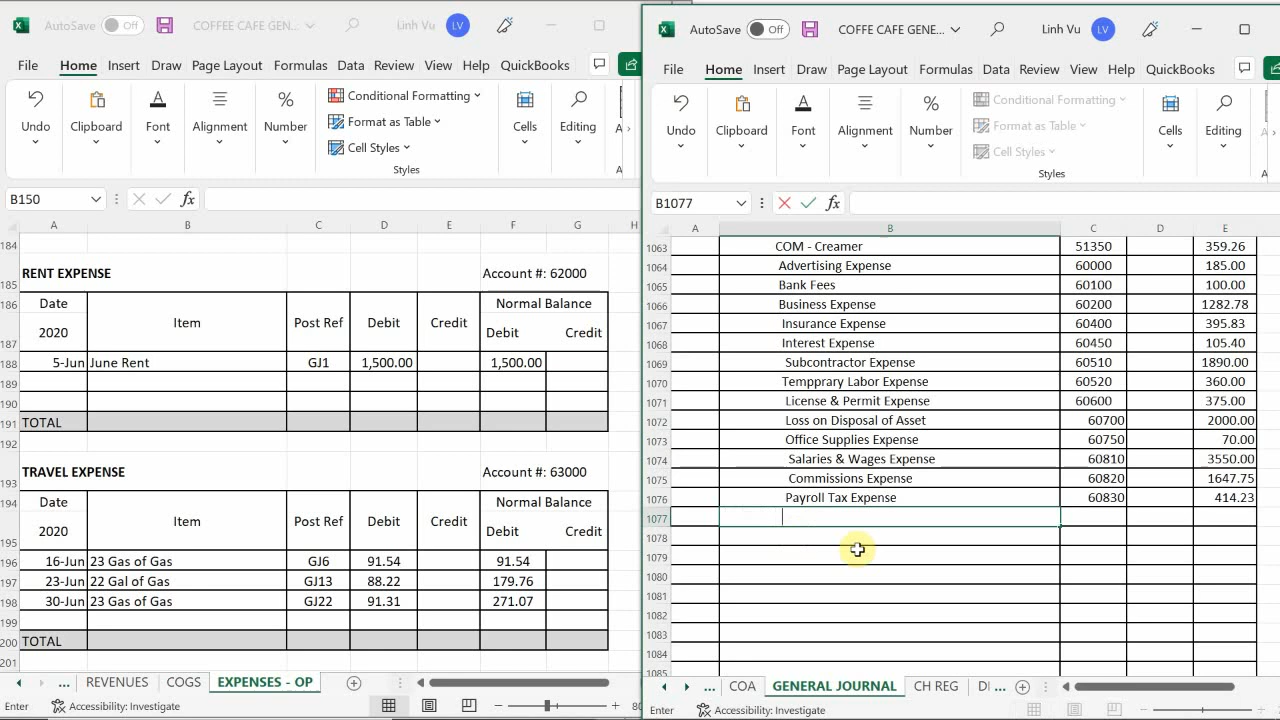 AutoSave Off COFFEE CAFE GEN... Linh Vu LV
File Home Insert Draw Page Layout Formulas Data Review View Help QuickBooks
Undo Clipboard Font Alignment Number Conditional Formatting Format as Table Cell Styles Styles Cells Editing A
B150 fx
A B C D E F G H
184
185 RENT EXPENSE Account #: 62000
186 Date Normal Balance
187 2020 Item Post Ref Debit Credit Debit Credit
188 5-Jun June Rent GJ1 1,500.00 1,500.00
189
190
191 TOTAL
192
193 TRAVEL EXPENSE Account #: 63000
194 Date Normal Balance
195 2020 Item Post Ref Debit Credit Debit Credit
196 16-Jun 23 Gas of Gas GJ6 91.54 91.54
197 23-Jun 22 Gal of Gas GJ13 88.22 179.76
198 30-Jun 23 Gas of Gas GJ22 91.31 271.07
199
200 TOTAL
201
... REVENUES COGS EXPENSES - OP
Enter Accessibility: Investigate 80
AutoSave Off COFFE CAFE GENE... Linh Vu LV
File Home Insert Draw Page Layout Formulas Data Review View Help QuickBooks
Undo Clipboard Font Alignment Number Conditional Formatting Format as Table Cell Styles Styles Cells Editing A
B1077 fx
A B C D E
1063 COM - Creamer 51350 359.26
1064 Advertising Expense 60000 185.00
1065 Bank Fees 60100 100.00
1066 Business Expense 60200 1282.78
1067 Insurance Expense 60400 395.83
1068 Interest Expense 60450 105.40
1069 Subcontractor Expense 60510 1890.00
1070 Tempprary Labor Expense 60520 360.00
1071 License & Permit Expense 60600 375.00
1072 Loss on Disposal of Asset 60700 2000.00
1073 Office Supplies Expense 60750 70.00
1074 Salaries & Wages Expense 60810 3550.00
1075 Commissions Expense 60820 1647.75
1076 Payroll Tax Expense 60830 414.23
1077
1078
1079
1080
1081
1082
1083
1084
1085
... COA GENERAL JOURNAL CH REG DI ...
Enter Accessibility: Investigate